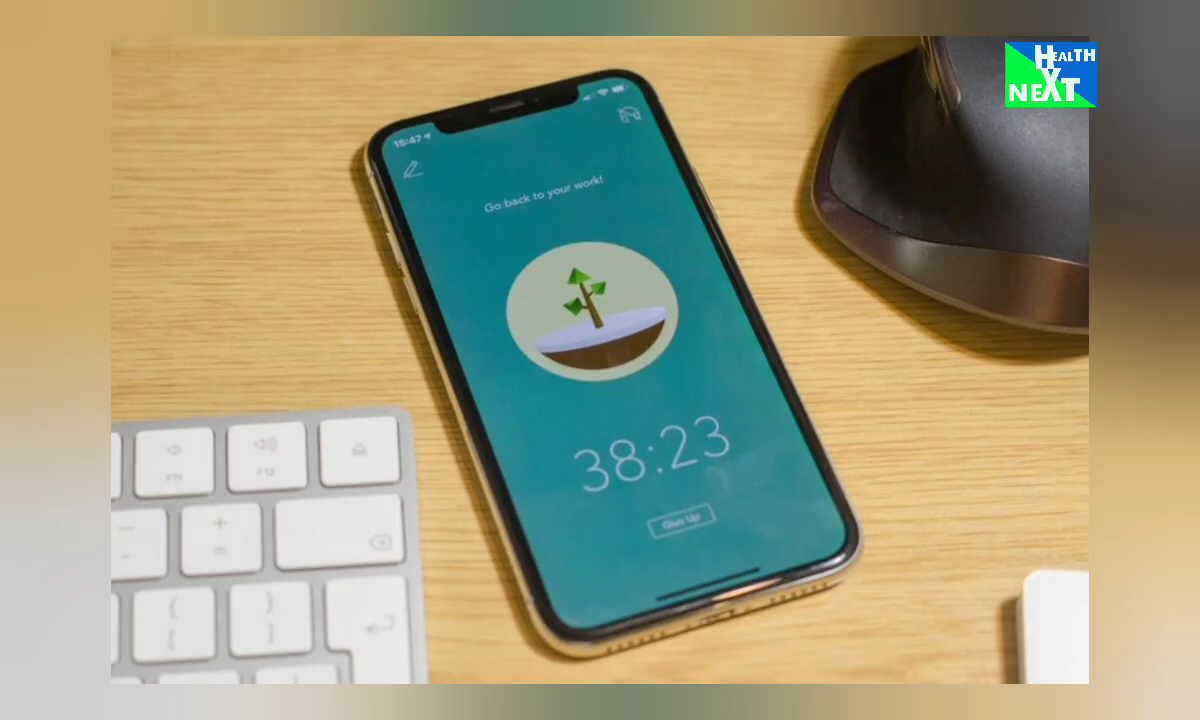 HEALTH
NEXT
15:47
Go back to your work!
38:23
Give Up
F11
F12
+
=